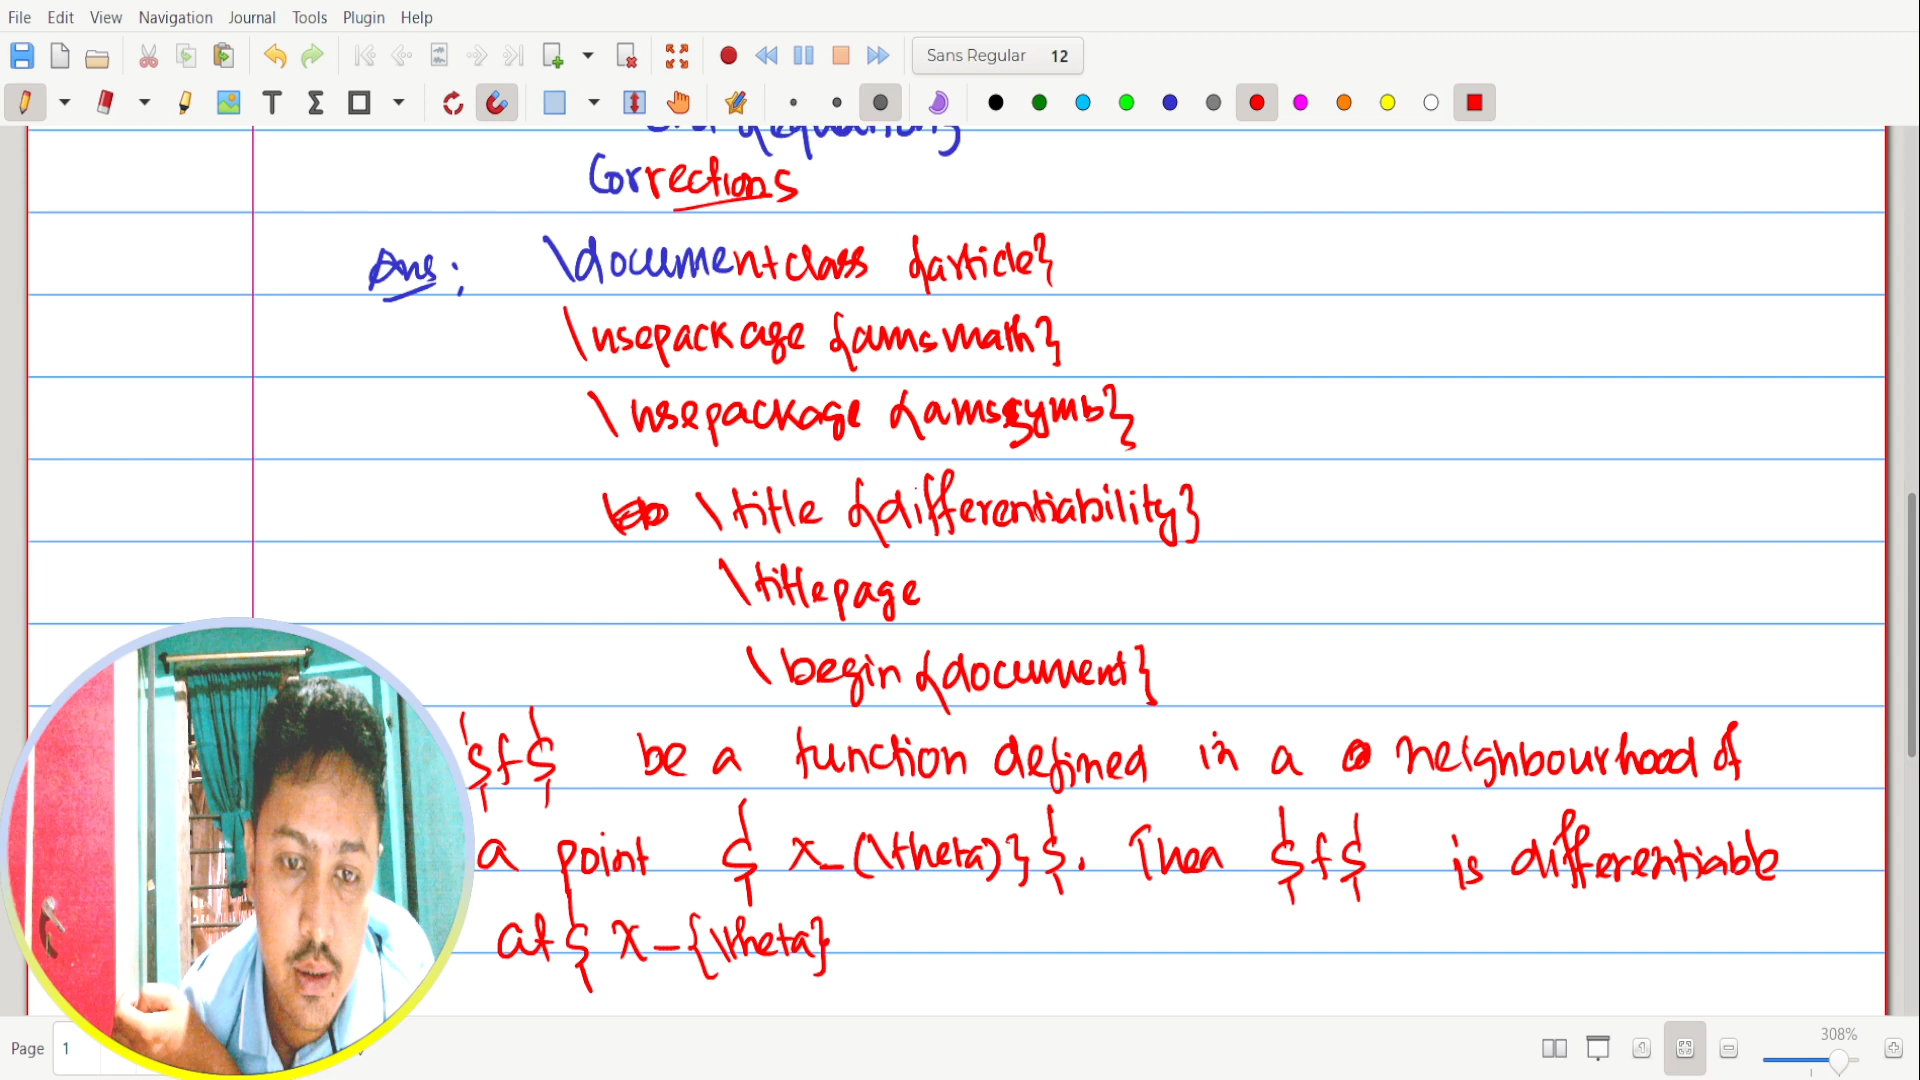 File Edit View Navigation Journal Tools Plugin Help
Sans Regular 12
Corrections
Ans: \documentclass {article}
\usepackage {amsmath}
\usepackage {amssymb}
\title {differentiability}
\titlepage
\begin {document}
$f$ be a function defined in a neighbourhood of
a point $ x_(\theta)}$. Then $f$ is differentiable
at $ x_{\theta}
Page 1
308%